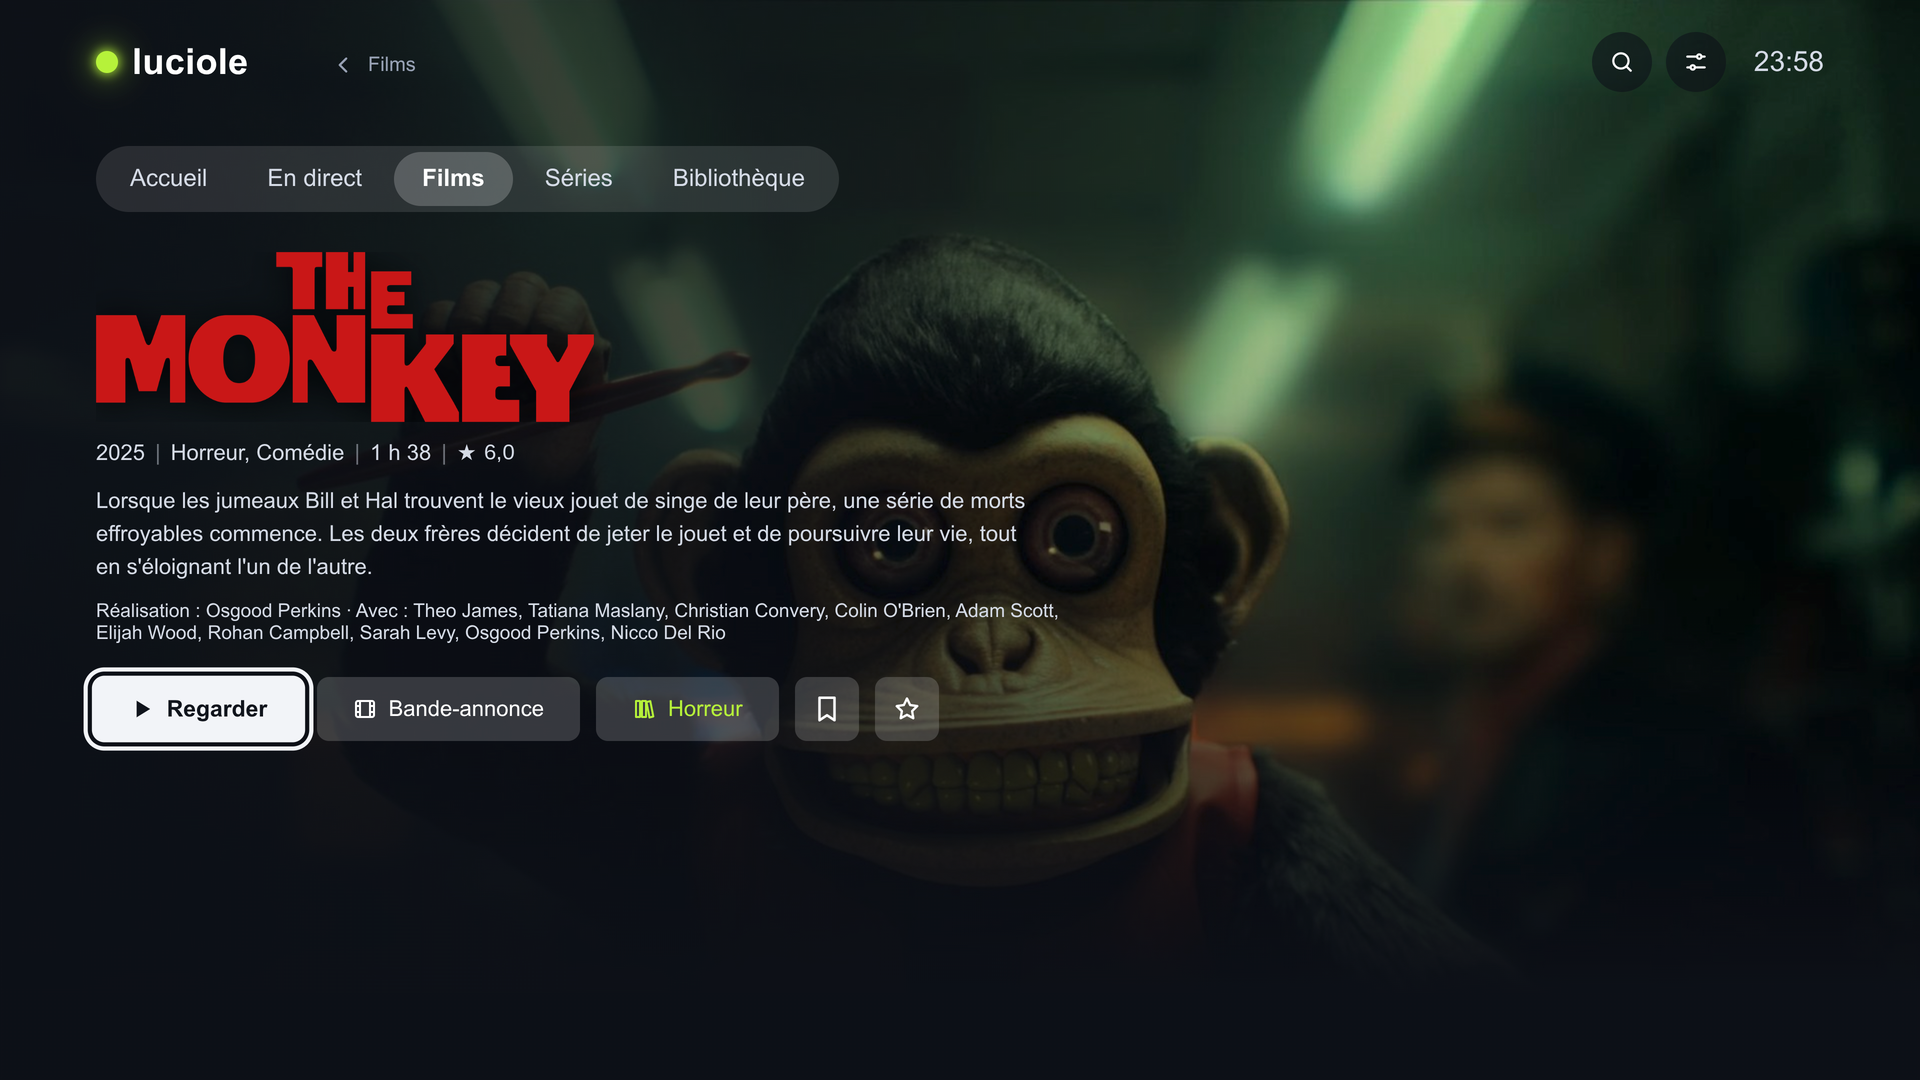 luciole
Films
23:58
Accueil
En direct
Films
Séries
Bibliothèque
THE
MONKEY
2025 | Horreur, Comédie | 1 h 38 | ★ 6,0
Lorsque les jumeaux Bill et Hal trouvent le vieux jouet de singe de leur père, une série de morts
effroyables commence. Les deux frères décident de jeter le jouet et de poursuivre leur vie, tout
en s'éloignant l'un de l'autre.
Réalisation : Osgood Perkins · Avec : Theo James, Tatiana Maslany, Christian Convery, Colin O'Brien, Adam Scott,
Elijah Wood, Rohan Campbell, Sarah Levy, Osgood Perkins, Nicco Del Rio
Regarder
Bande-annonce
Horreur